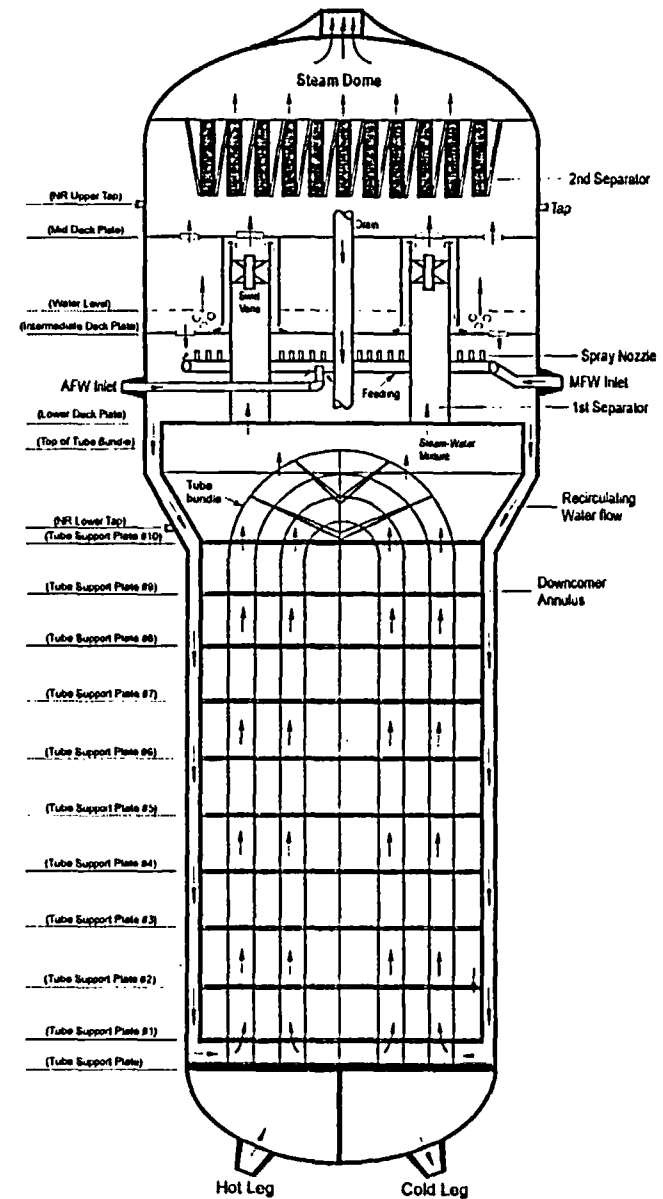 Steam Dome
2nd Separator
(NR Upper Tap)
Tap
(Mid Deck Plate)
Drain
Swirl
Vane
(Water Level)
(Intermediate Deck Plate)
Spray Nozzle
AFW Inlet
MFW Inlet
Feeding
(Lower Deck Plate)
1st Separator
(Top of Tube Bundle)
Steam-Water
Mixture
Tube
bundle
Recirculating
Water flow
(NR Lower Tap)
(Tube Support Plate #10)
Downcomer
Annulus
(Tube Support Plate #9)
(Tube Support Plate #8)
(Tube Support Plate #7)
(Tube Support Plate #6)
(Tube Support Plate #5)
(Tube Support Plate #4)
(Tube Support Plate #3)
(Tube Support Plate #2)
(Tube Support Plate #1)
(Tube Support Plate)
Hot Leg
Cold Leg